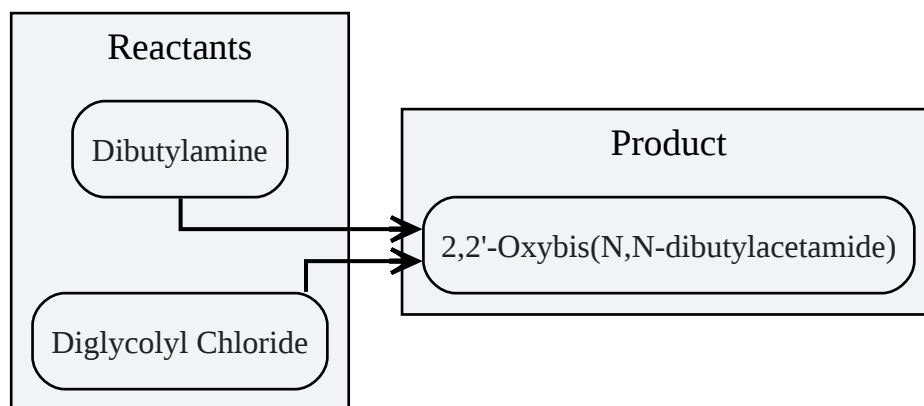 Reactants
Dibutylamine
Diglycolyl Chloride
Product
2,2'-Oxybis(N,N-dibutylacetamide)